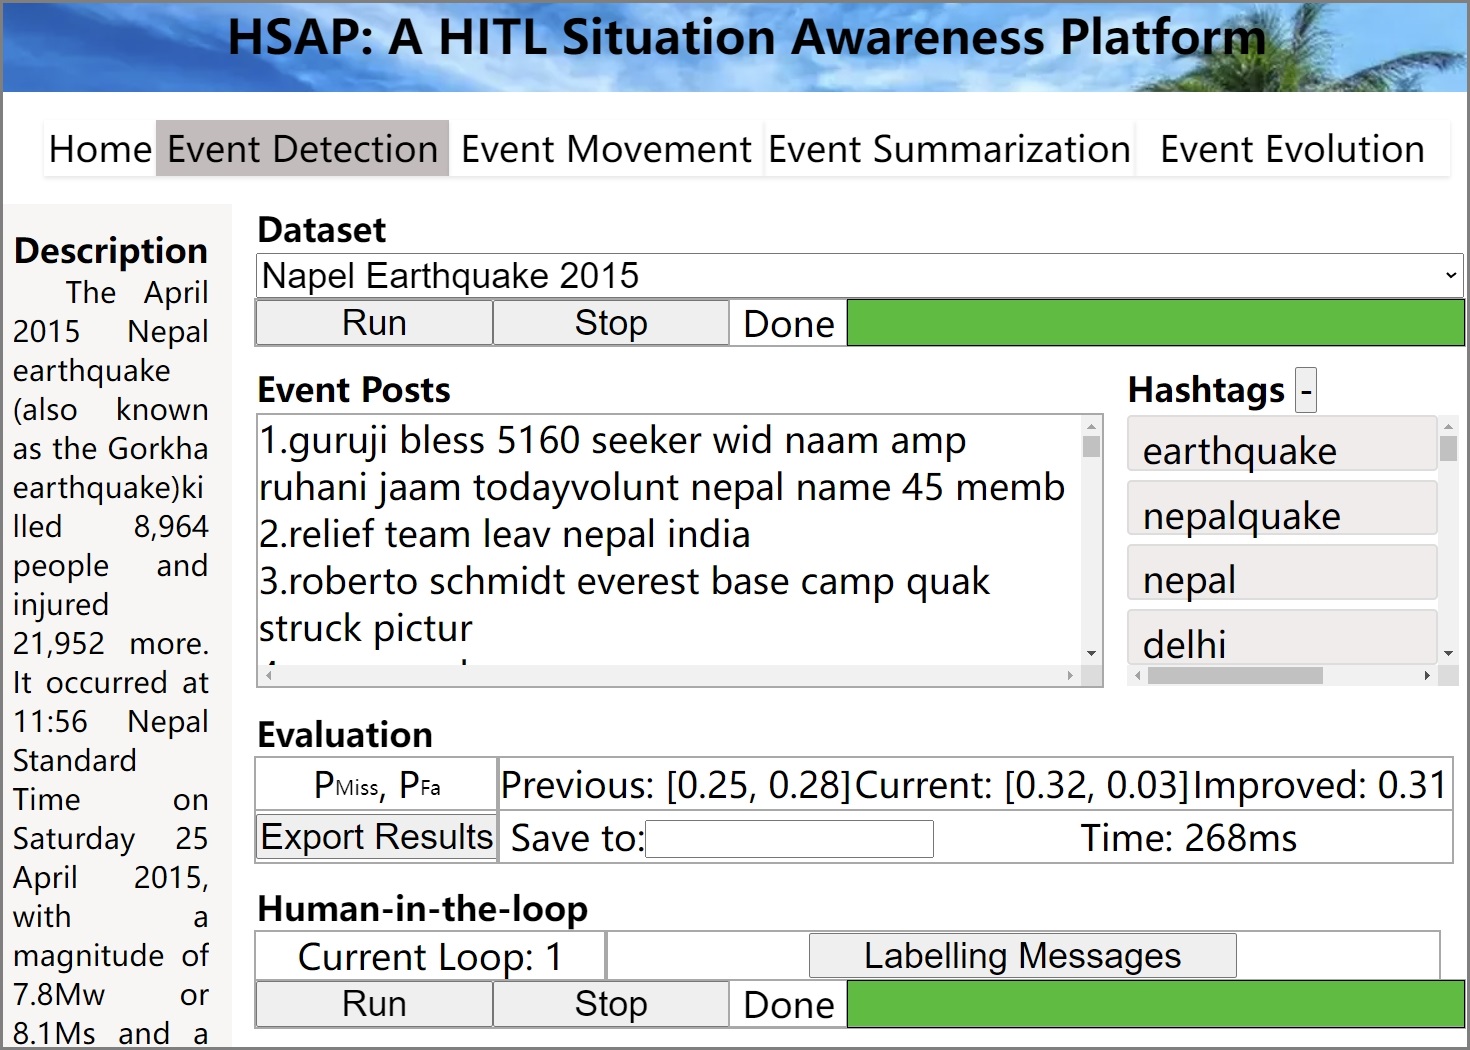 HSAP: A HITL Situation Awareness Platform
Home Event Detection Event Movement Event Summarization Event Evolution
Description
The April
2015 Nepal
earthquake
(also known
as the Gorkha
earthquake)ki
lled 8,964
people and
injured
21,952 more.
It occurred at
11:56 Nepal
Standard
Time on
Saturday 25
April 2015,
with a
magnitude of
7.8Mw or
8.1Ms and a
Dataset
Napel Earthquake 2015
Run Stop Done
Event Posts
1.guruji bless 5160 seeker wid naam amp
ruhani jaam todayvolunt nepal name 45 memb
2.relief team leav nepal india
3.roberto schmidt everest base camp quak
struck pictur
Hashtags -
earthquake
nepalquake
nepal
delhi
Evaluation
PMiss, PFa Previous: [0.25, 0.28] Current: [0.32, 0.03] Improved: 0.31
Export Results Save to: Time: 268ms
Human-in-the-loop
Current Loop: 1 Labelling Messages
Run Stop Done